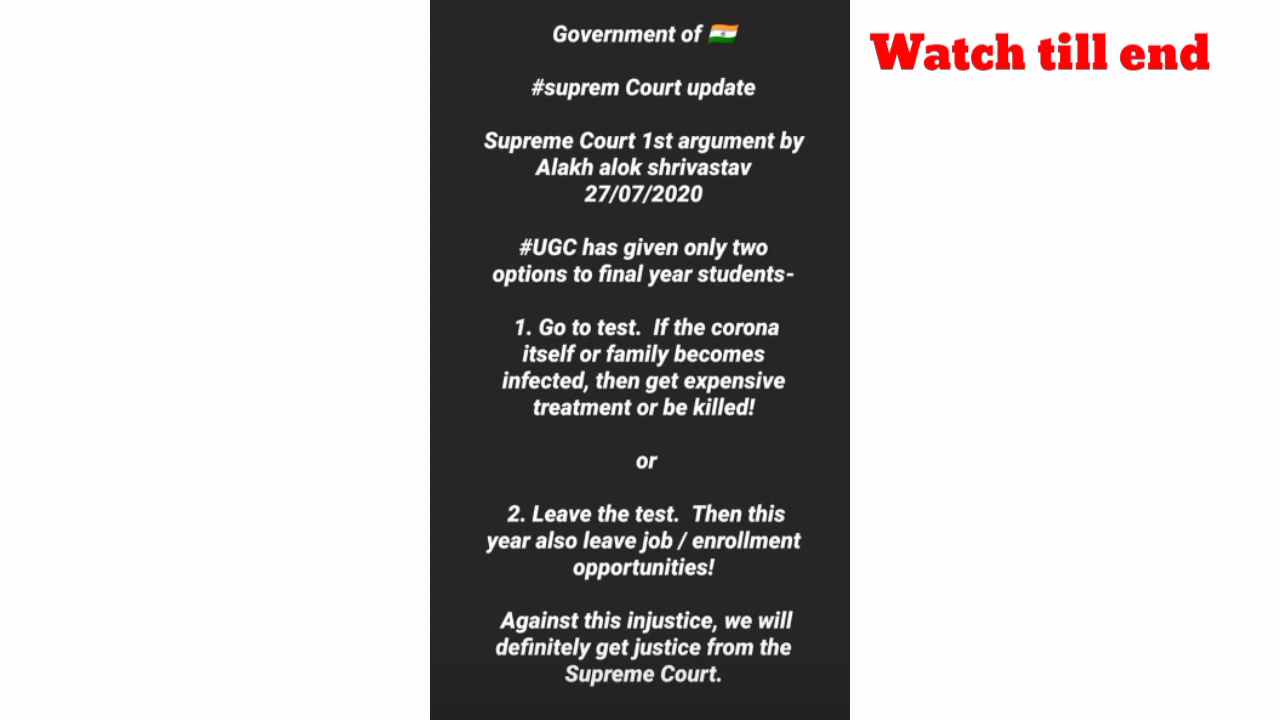 Government of 🇮🇳
#suprem Court update
Supreme Court 1st argument by
Alakh alok shrivastav
27/07/2020
#UGC has given only two
options to final year students-
1. Go to test.  If the corona
itself or family becomes
infected, then get expensive
treatment or be killed!
or
2. Leave the test.  Then this
year also leave job / enrollment
opportunities!
Against this injustice, we will
definitely get justice from the
Supreme Court.
Watch till end